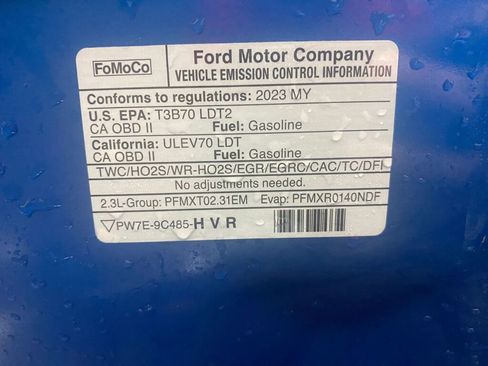 FoMoCo
Ford Motor Company
VEHICLE EMISSION CONTROL INFORMATION
Conforms to regulations: 2023 MY
U.S. EPA: T3B70 LDT2
CA OBD II Fuel: Gasoline
California: ULEV70 LDT
CA OBD II Fuel: Gasoline
TWC/HO2S/WR-HO2S/EGR/EGRC/CAC/TC/DFI
No adjustments needed.
2.3L-Group: PFMXT02.31EM Evap: PFMXR0140NDF
PW7E-9C485-HVR